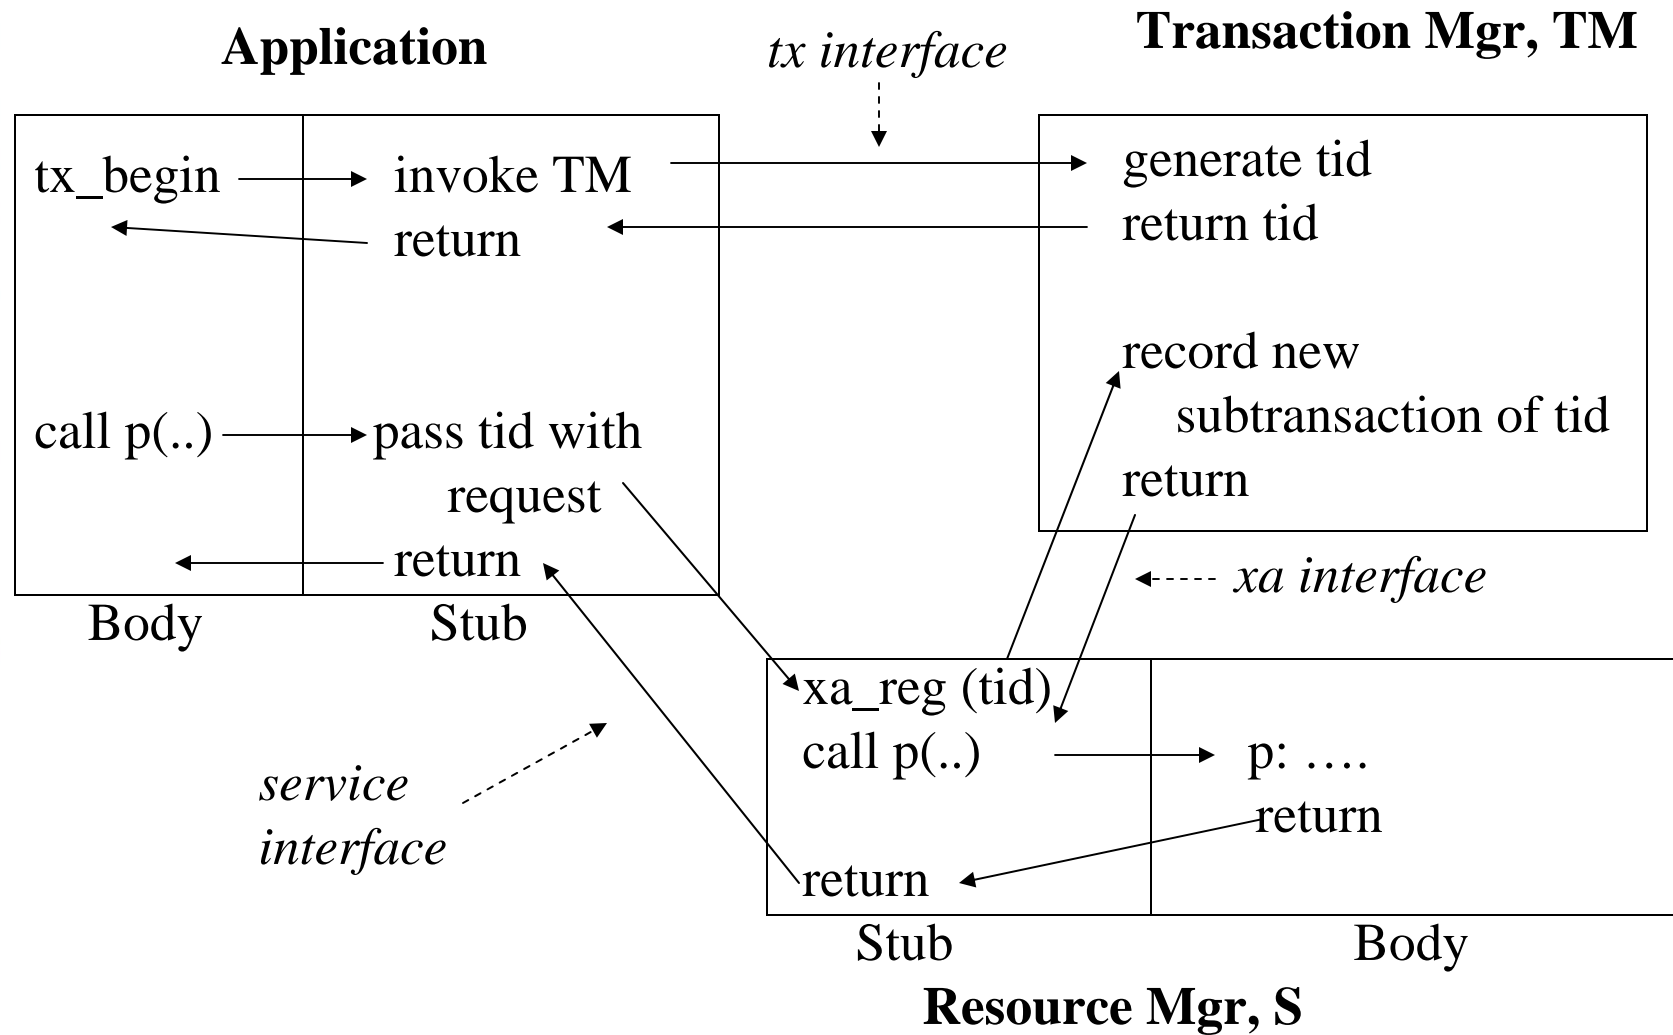 Application
tx interface
Transaction Mgr, TM
tx_begin
invoke TM
return
generate tid
return tid
call p(..)
pass tid with
request
return
record new
subtransaction of tid
return
Body
Stub
xa interface
service
interface
xa_reg (tid)
call p(..)
return
p: ….
return
Stub
Body
Resource Mgr, S